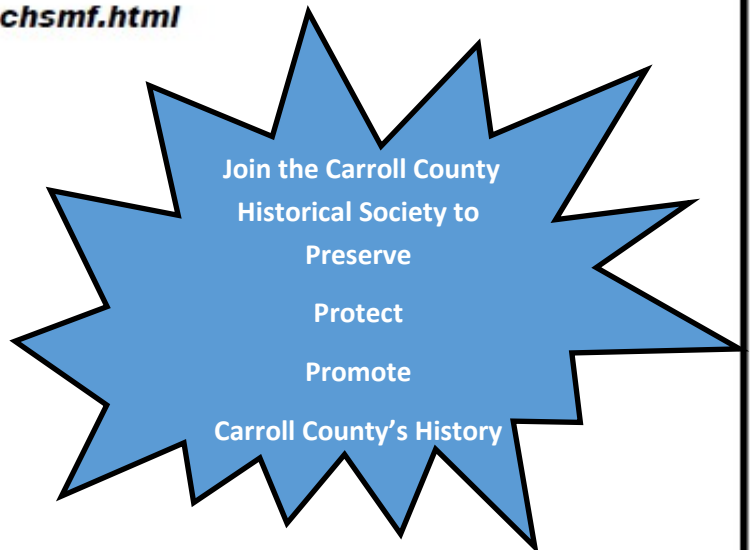 chsmf.html
Join the Carroll County
Historical Society to
Preserve
Protect
Promote
Carroll County’s History